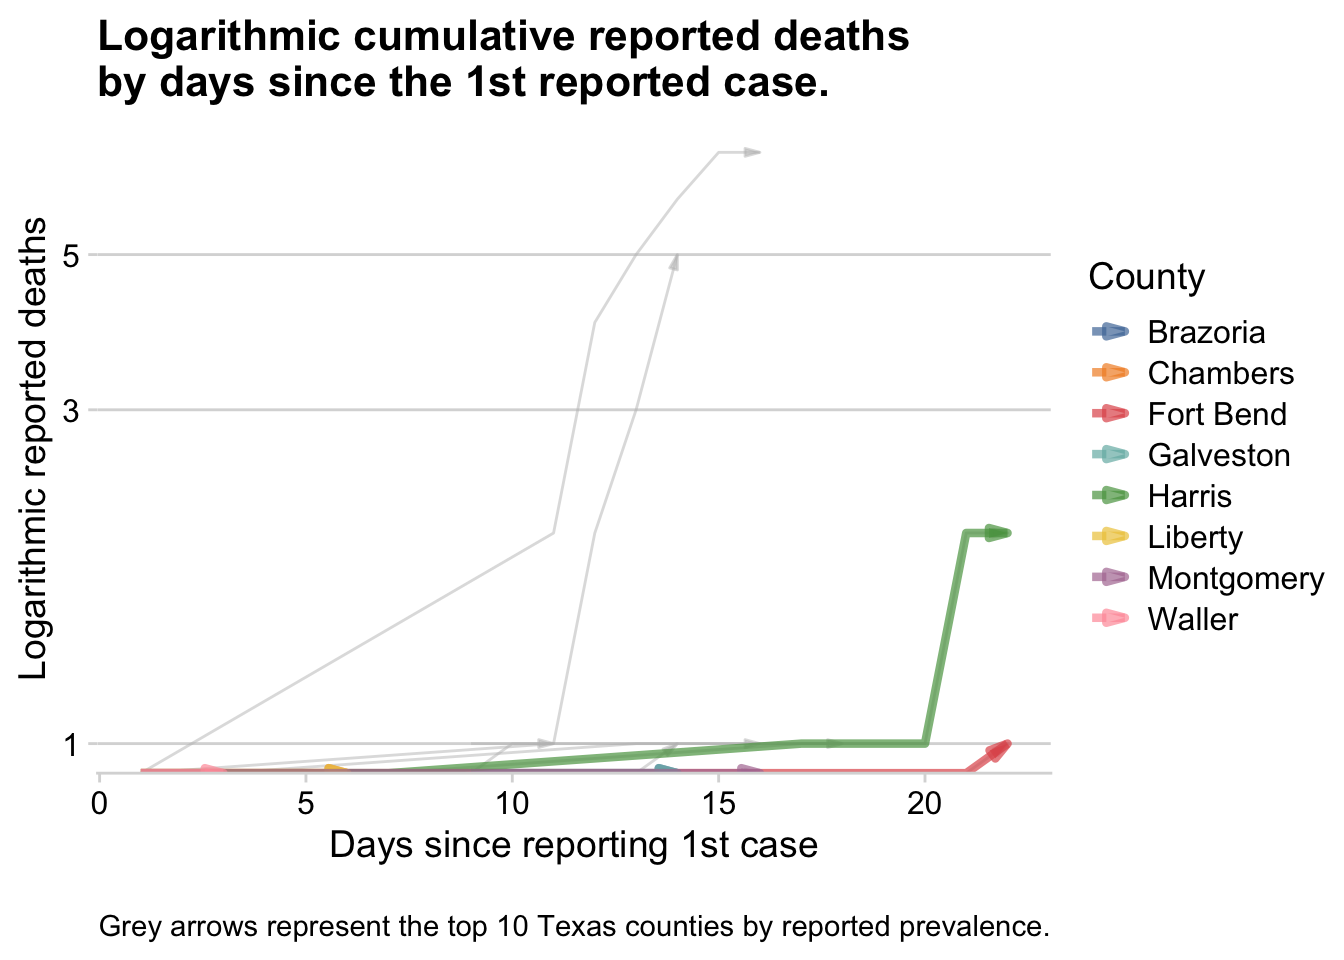 Logarithmic cumulative reported deaths
by days since the 1st reported case.
Logarithmic reported deaths
5
3
1
0 5 10 15 20
Days since reporting 1st case
County
Brazoria
Chambers
Fort Bend
Galveston
Harris
Liberty
Montgomery
Waller
Grey arrows represent the top 10 Texas counties by reported prevalence.